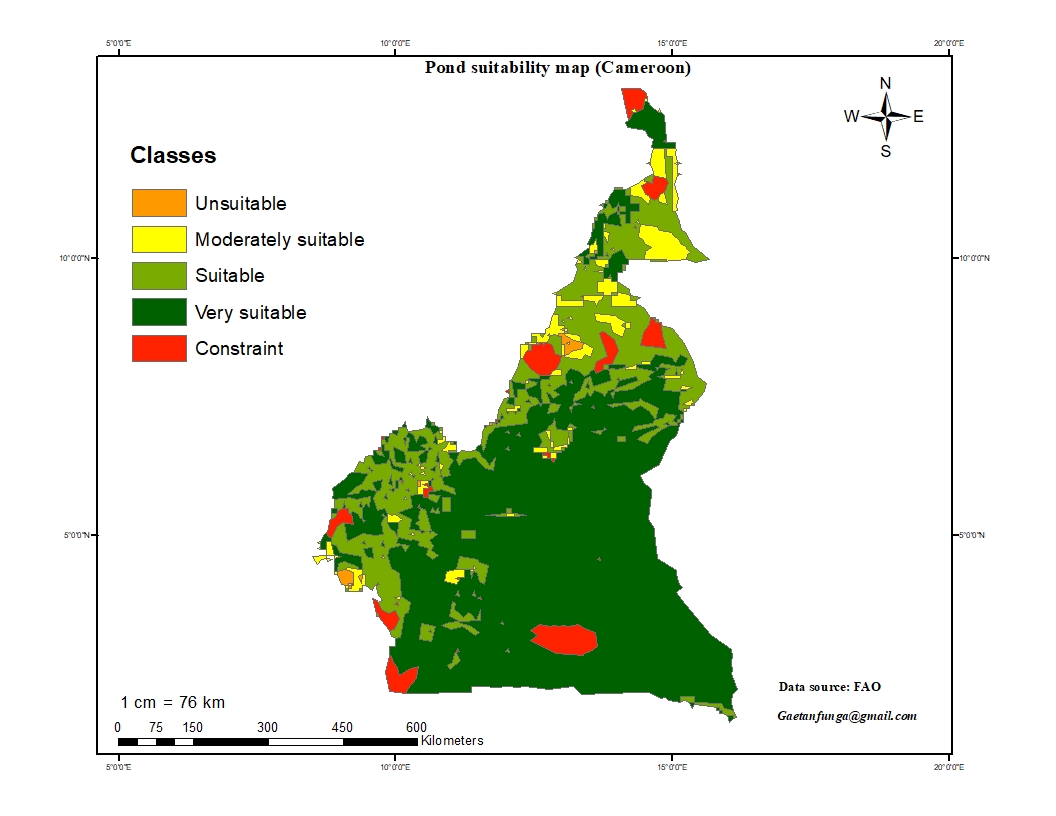 5°0'0"E 10°0'0"E 15°0'0"E 20°0'0"E
Pond suitability map (Cameroon)
N
W E
S
Classes
Unsuitable
Moderately suitable
Suitable
Very suitable
Constraint
10°0'0"N 10°0'0"N
5°0'0"N 5°0'0"N
Data source: FAO
Gaetanfunga@gmail.com
1 cm = 76 km
0 75 150 300 450 600
Kilometers
5°0'0"E 10°0'0"E 15°0'0"E 20°0'0"E